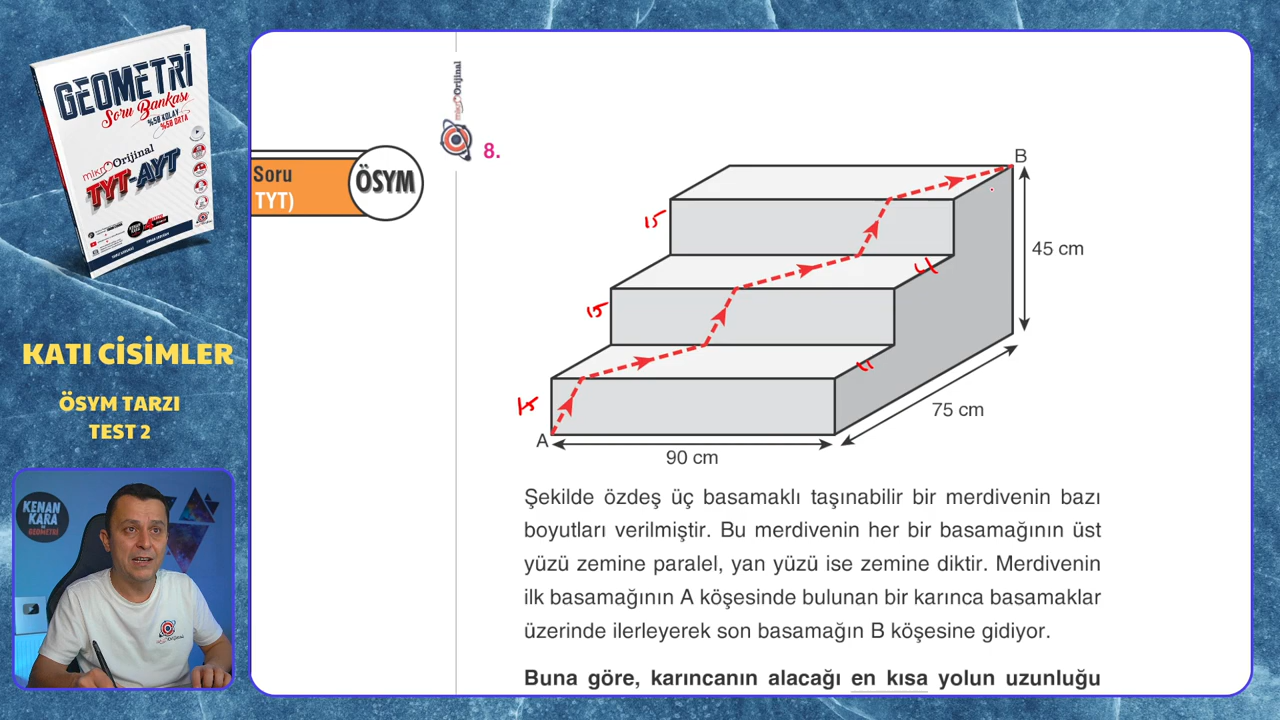 GEOMETRİ
Soru Bankası
%50 KOLAY
%50 ORTA
mikroOrijinal
TYT-AYT
Soru
TYT)
ÖSYM
mikroOrijinal
8.
B
15
45 cm
15
15
75 cm
A
90 cm
KATI CİSİMLER
ÖSYM TARZI
TEST 2
KENAN
KARA
GEOMETRİ
Şekilde özdeş üç basamaklı taşınabilir bir merdivenin bazı
boyutları verilmiştir. Bu merdivenin her bir basamağının üst
yüzü zemine paralel, yan yüzü ise zemine diktir. Merdivenin
ilk basamağının A köşesinde bulunan bir karınca basamaklar
üzerinde ilerleyerek son basamağın B köşesine gidiyor.
Buna göre, karıncanın alacağı en kısa yolun uzunluğu